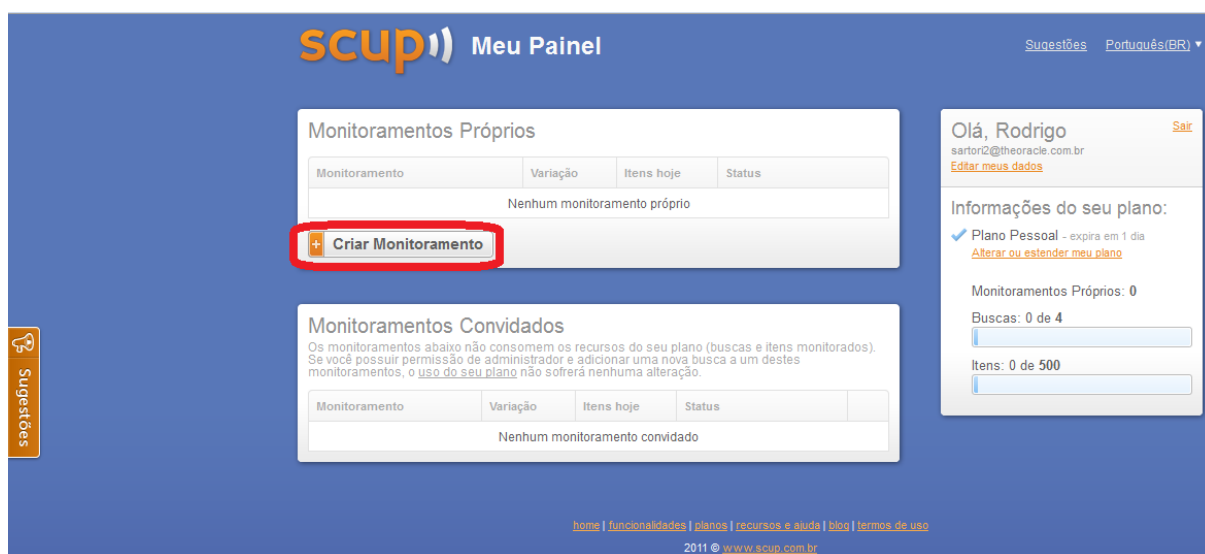 scup Meu Painel
Sugestões Português(BR)
Monitoramentos Próprios
Monitoramento Variação Itens hoje Status
Nenhum monitoramento próprio
+ Criar Monitoramento
Monitoramentos Convidados
Os monitoramentos abaixo não consomem os recursos do seu plano (buscas e itens monitorados).
Se você possuir permissão de administrador e adicionar uma nova busca a um destes
monitoramentos, o uso do seu plano não sofrerá nenhuma alteração.
Monitoramento Variação Itens hoje Status
Nenhum monitoramento convidado
Olá, Rodrigo Sair
sartori2@theoracle.com.br
Editar meus dados
Informações do seu plano:
Plano Pessoal - expira em 1 dia
Alterar ou estender meu plano
Monitoramentos Próprios: 0
Buscas: 0 de 4
Itens: 0 de 500
Sugestões
home | funcionalidades | planos | recursos e ajuda | blog | termos de uso
2011 © www.scup.com.br